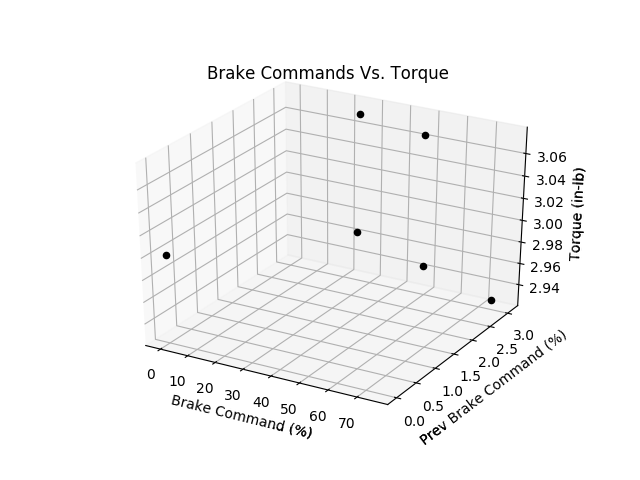 Brake Commands Vs. Torque
3.06
3.04
3.02
3.00
2.98
2.96
2.94
Torque (in-lb)
0 10 20 30 40 50 60 70
Brake Command (%)
0.0 0.5 1.0 1.5 2.0 2.5 3.0
Prev Brake Command (%)